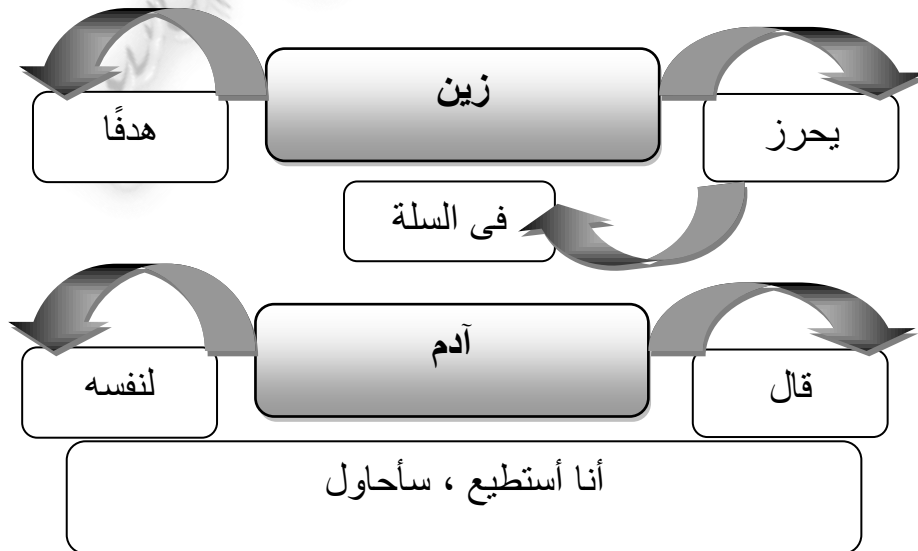 زين
يحرز
هدفًا
فى السلة
آدم
قال
لنفسه
أنا أستطيع ، سأحاول